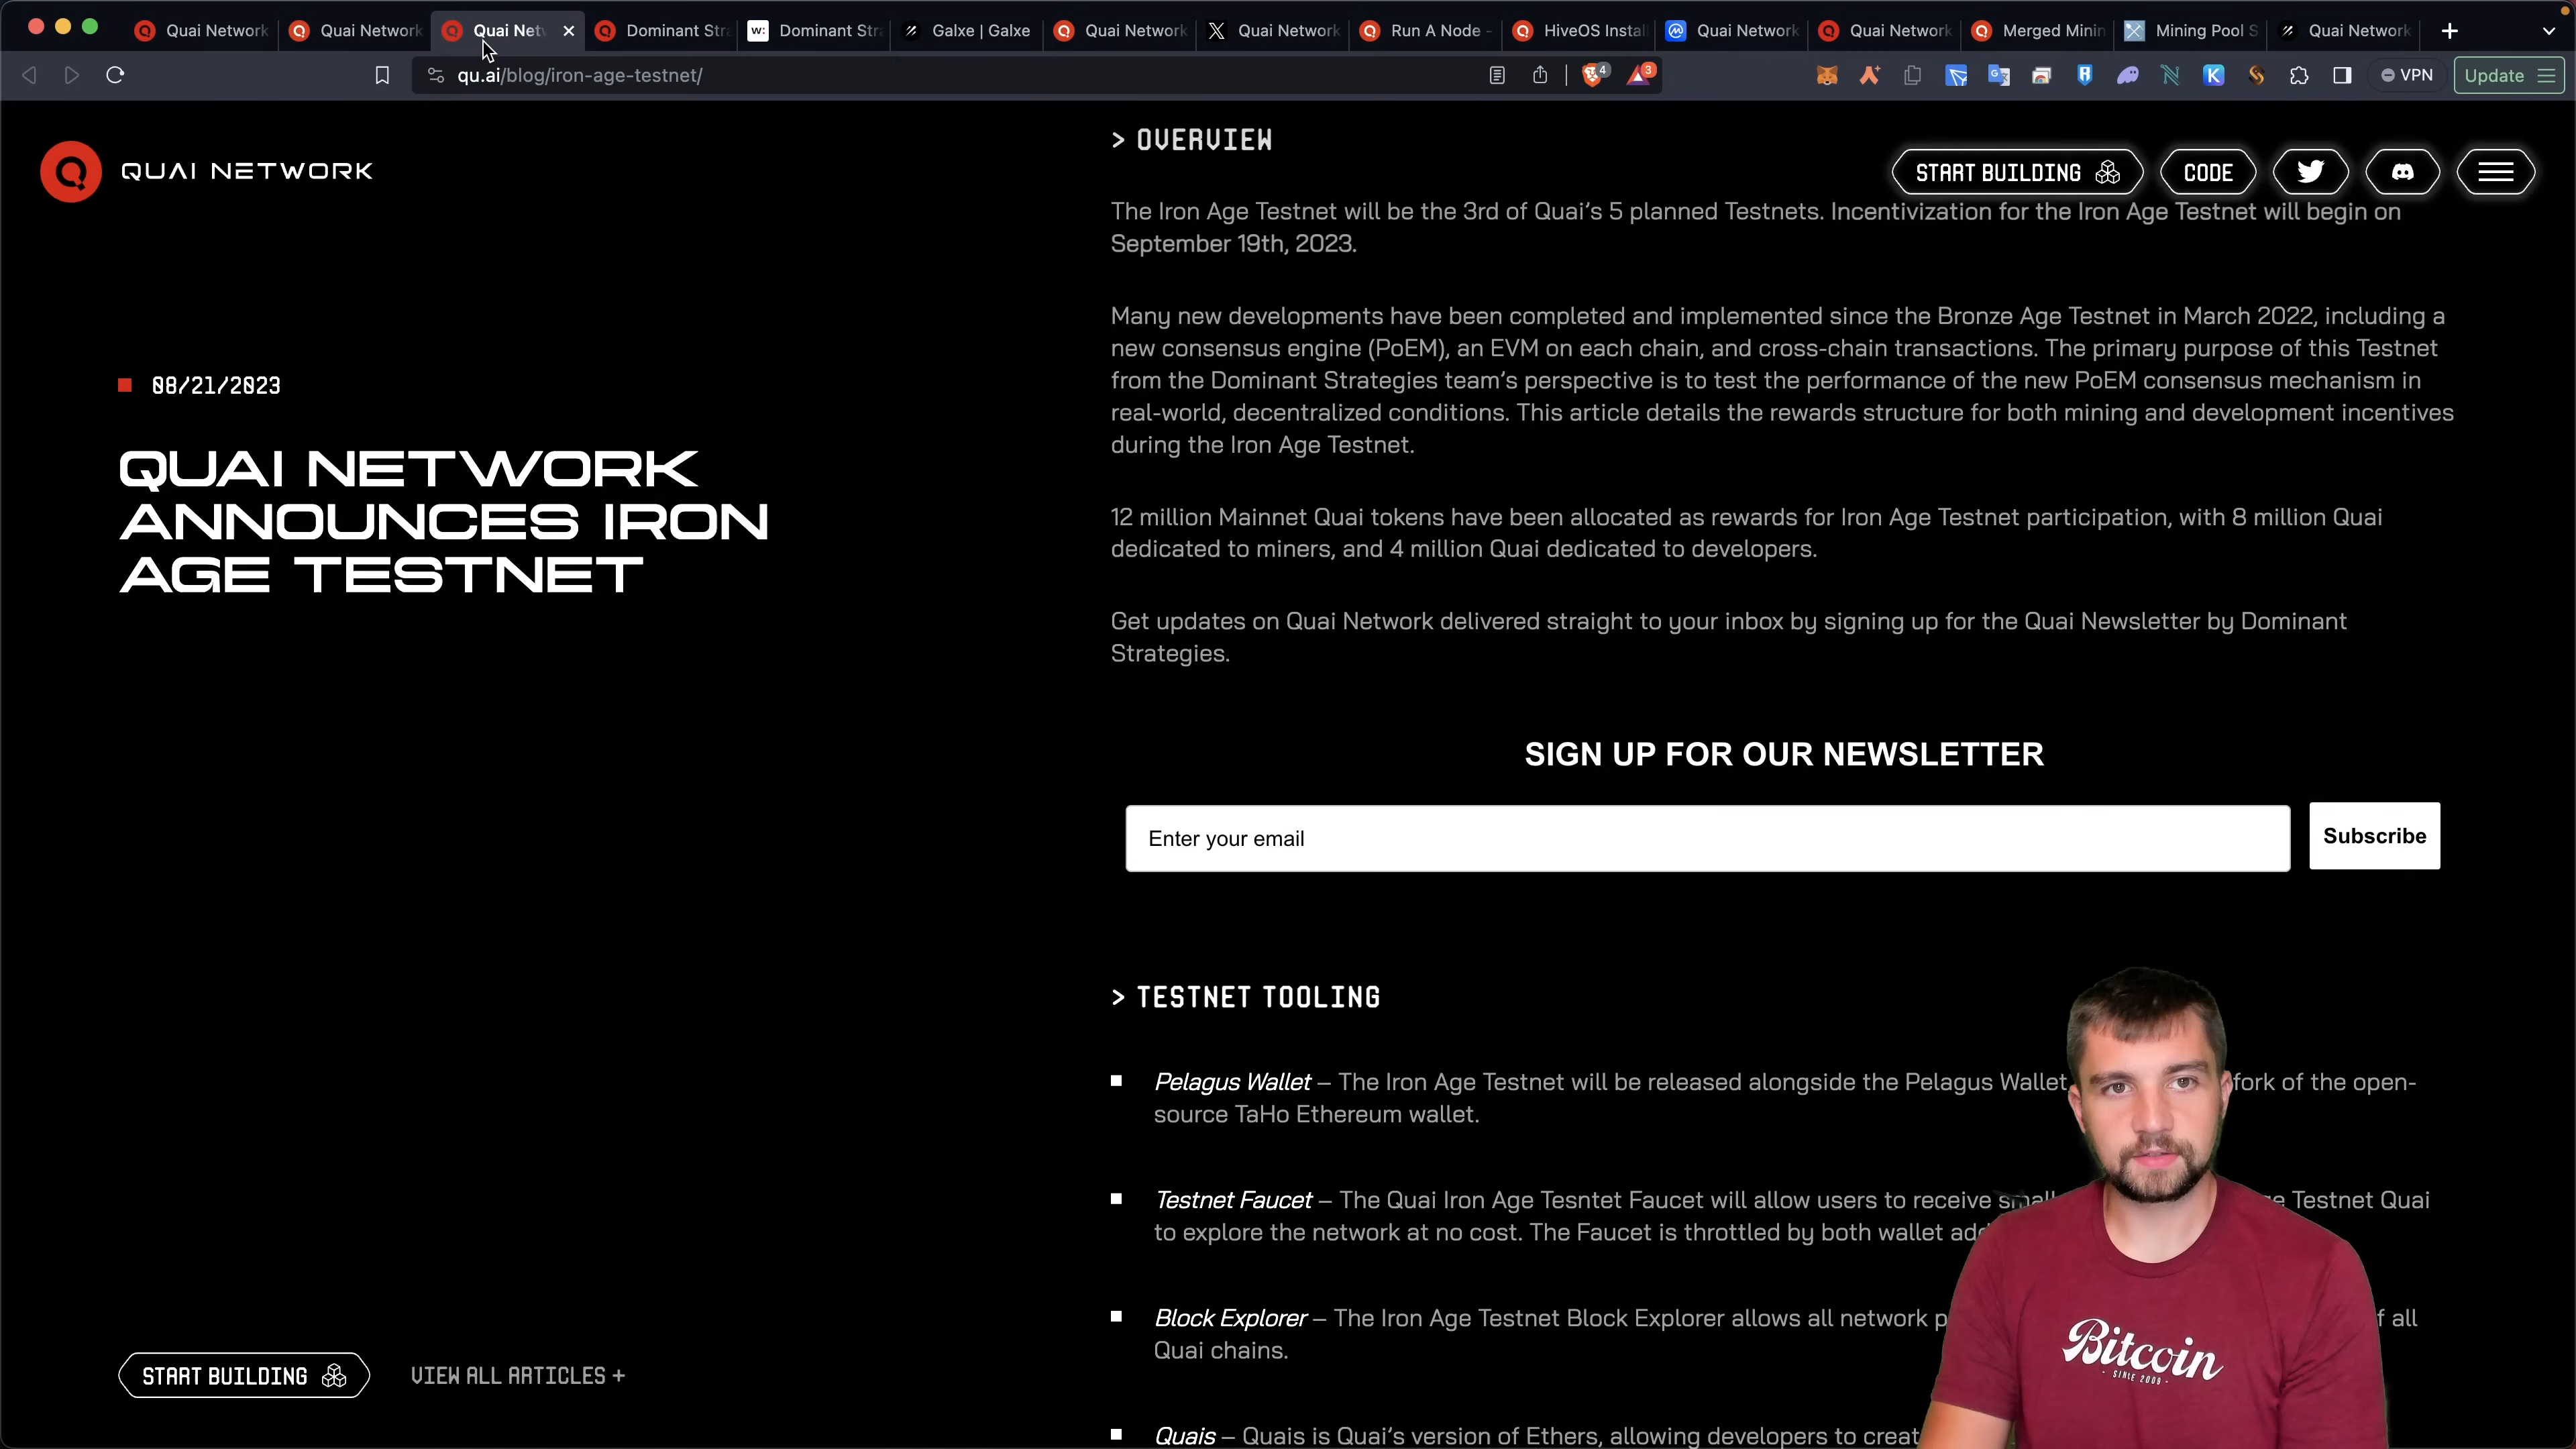 Quai Network
Quai Network
Quai Net
Dominant Str
Dominant Str
Galxe | Galxe
Quai Network
Quai Network
Run A Node -
HiveOS Instal
Quai Network
Quai Network
Merged Minin
Mining Pool S
Quai Network
qu.ai/blog/iron-age-testnet/
4
3
VPN
Update
QUAI NETWORK
START BUILDING
CODE
08/21/2023
QUAI NETWORK
ANNOUNCES IRON
AGE TESTNET
START BUILDING
VIEW ALL ARTICLES +
> OVERVIEW
The Iron Age Testnet will be the 3rd of Quai’s 5 planned Testnets. Incentivization for the Iron Age Testnet will begin on
September 19th, 2023.
Many new developments have been completed and implemented since the Bronze Age Testnet in March 2022, including a
new consensus engine (PoEM), an EVM on each chain, and cross-chain transactions. The primary purpose of this Testnet
from the Dominant Strategies team’s perspective is to test the performance of the new PoEM consensus mechanism in
real-world, decentralized conditions. This article details the rewards structure for both mining and development incentives
during the Iron Age Testnet.
12 million Mainnet Quai tokens have been allocated as rewards for Iron Age Testnet participation, with 8 million Quai
dedicated to miners, and 4 million Quai dedicated to developers.
Get updates on Quai Network delivered straight to your inbox by signing up for the Quai Newsletter by Dominant
Strategies.
SIGN UP FOR OUR NEWSLETTER
Enter your email
Subscribe
> TESTNET TOOLING
Pelagus Wallet – The Iron Age Testnet will be released alongside the Pelagus Wallet fork of the open-
source TaHo Ethereum wallet.
Testnet Faucet – The Quai Iron Age Tesntet Faucet will allow users to receive Testnet Quai
to explore the network at no cost. The Faucet is throttled by both wallet
Block Explorer – The Iron Age Testnet Block Explorer allows all network all
Quai chains.
Quais – Quais is Quai’s version of Ethers, allowing developers to
Bitcoin
- SINCE 2009 -